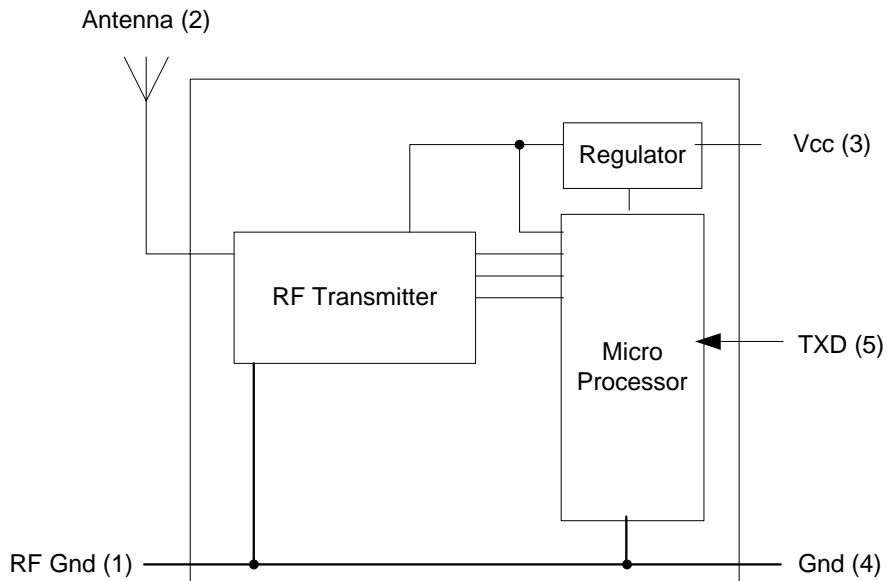 Antenna (2)
Regulator
Vcc (3)
RF Transmitter
Micro
Processor
TXD (5)
RF Gnd (1)
Gnd (4)